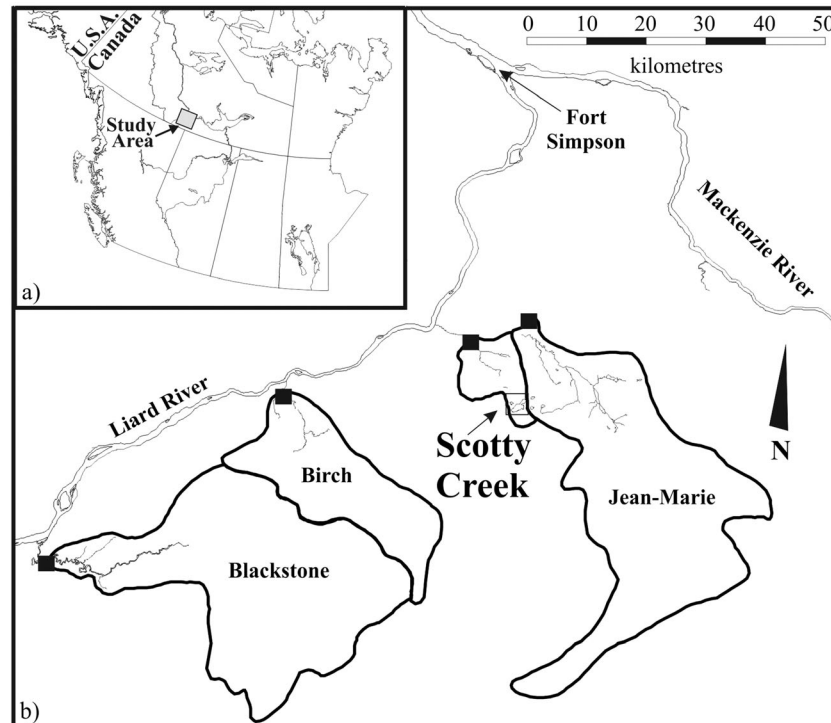 U.S.A.
Canada
Study
Area
a)
0 10 20 30 40 50
kilometres
Fort
Simpson
Mackenzie River
Liard River
N
Scotty
Creek
Birch
Jean-Marie
Blackstone
b)